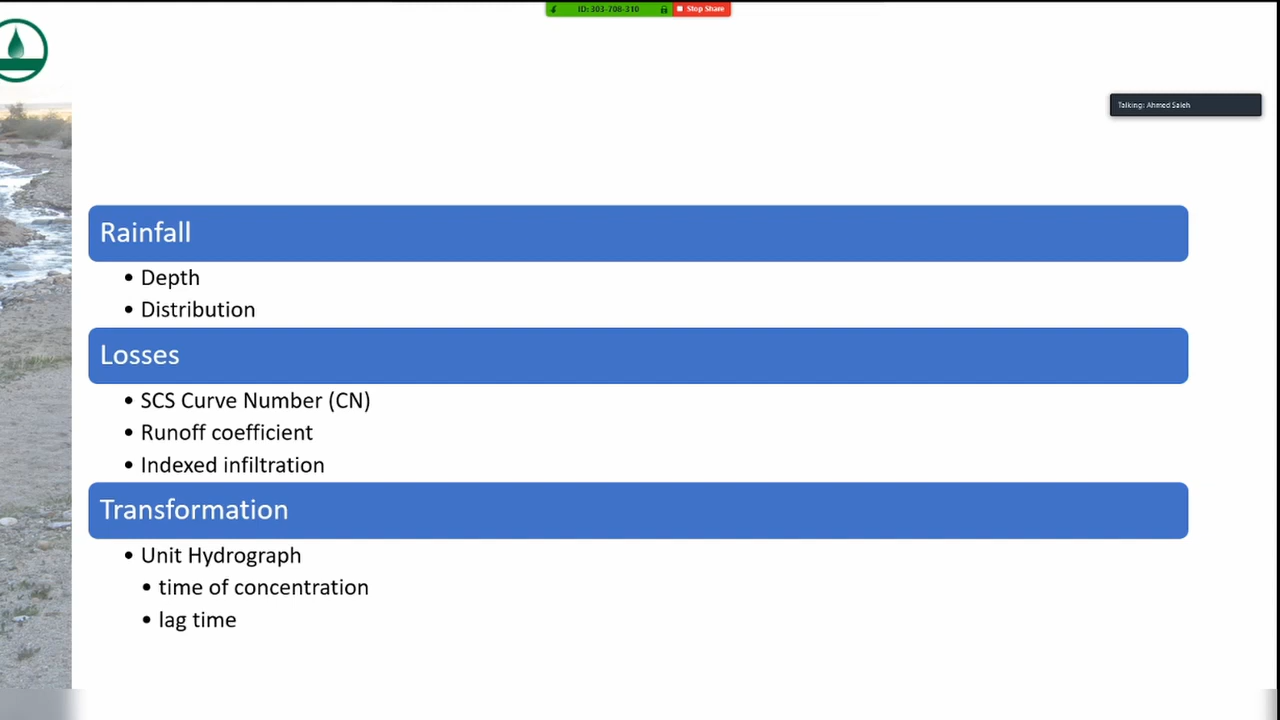 ID: 303-708-310
Stop Share
Talking: Ahmed Saleh
Rainfall
• Depth
• Distribution
Losses
• SCS Curve Number (CN)
• Runoff coefficient
• Indexed infiltration
Transformation
• Unit Hydrograph
• time of concentration
• lag time